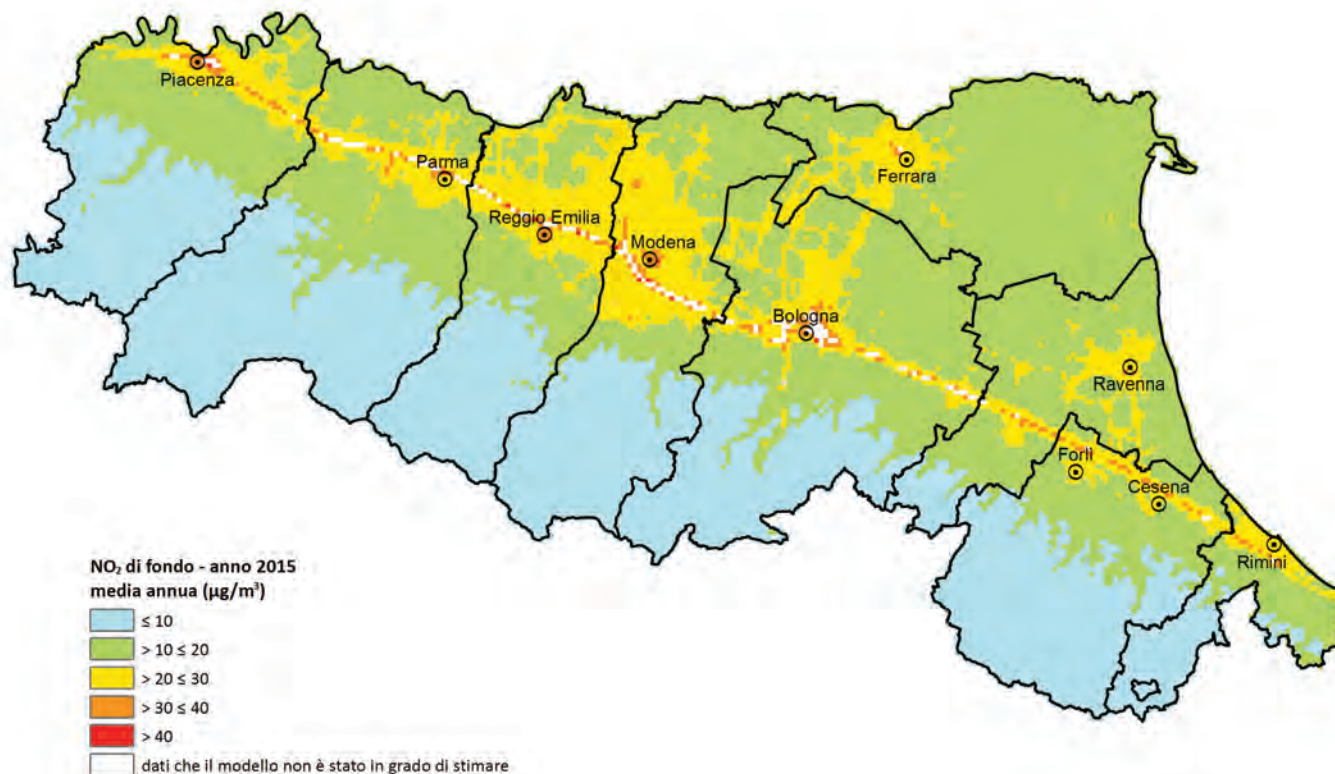 Piacenza
Parma
Ferrara
Reggio Emilia
Modena
Bologna
Ravenna
Forlì
Cesena
Rimini
NO₂ di fondo - anno 2015
media annua (µg/m³)
≤ 10
> 10 ≤ 20
> 20 ≤ 30
> 30 ≤ 40
> 40
dati che il modello non è stato in grado di stimare